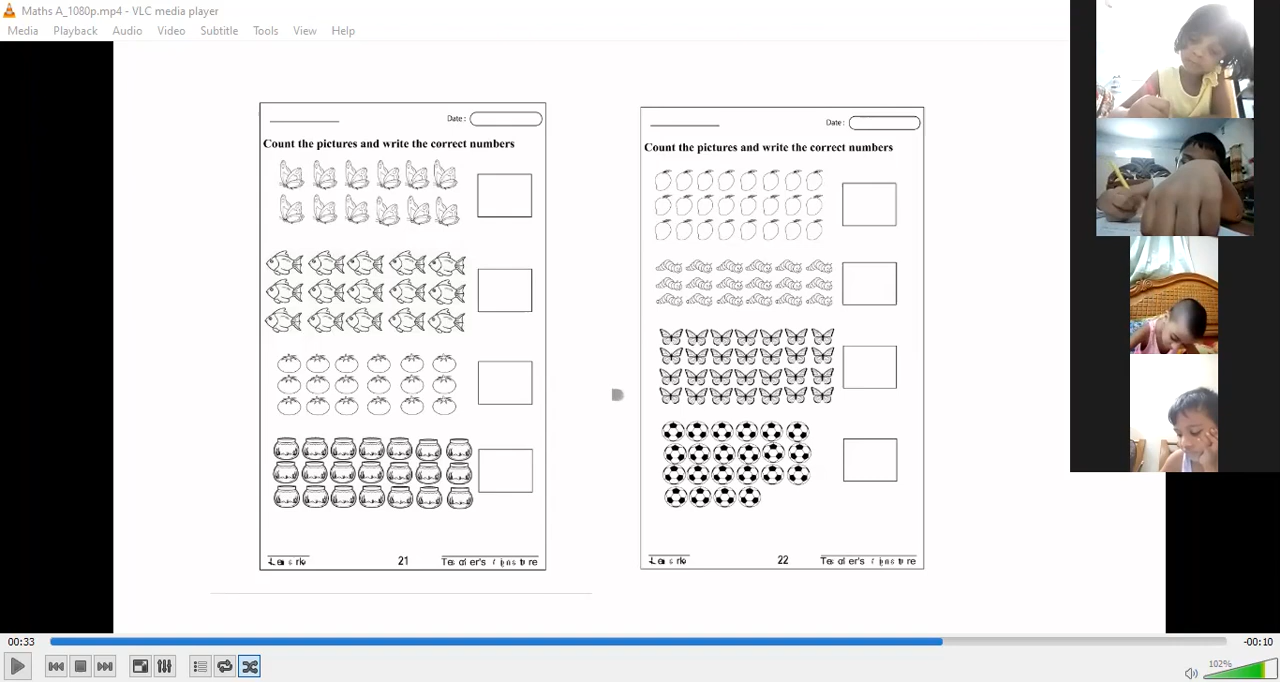 Maths A_1080p.mp4 - VLC media player
Media Playback Audio Video Subtitle Tools View Help
Date :
Count the pictures and write the correct numbers
21
Date :
Count the pictures and write the correct numbers
22
00:33
-00:10
102%